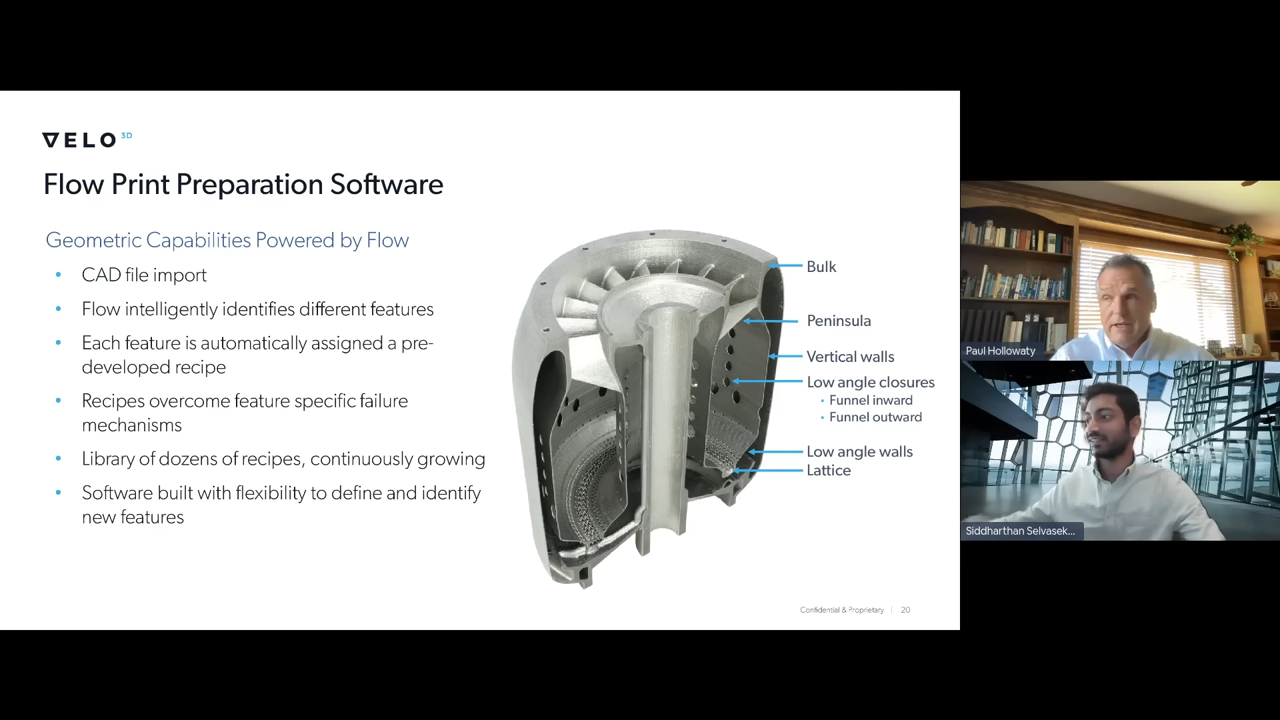 VELO 3D
Flow Print Preparation Software
Geometric Capabilities Powered by Flow
• CAD file import
• Flow intelligently identifies different features
• Each feature is automatically assigned a pre-
developed recipe
• Recipes overcome feature specific failure
mechanisms
• Library of dozens of recipes, continuously growing
• Software built with flexibility to define and identify
new features
Bulk
Peninsula
Vertical walls
Low angle closures
• Funnel inward
• Funnel outward
Low angle walls
Lattice
Confidential & Proprietary | 20
Paul Hollowaty
Siddharthan Selvasek...